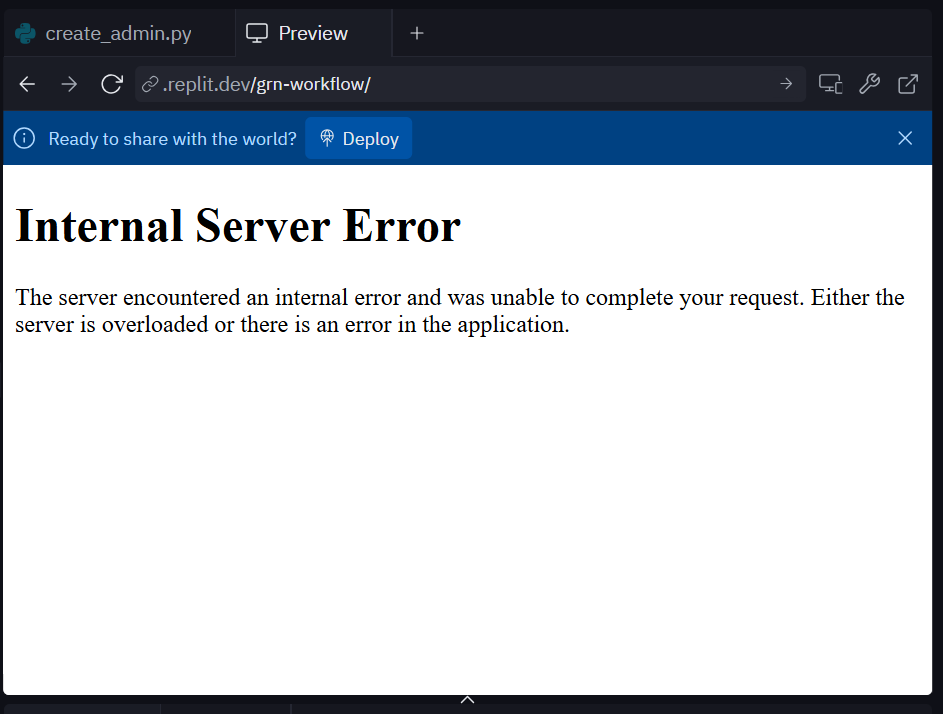 create_admin.py
Preview
.replit.dev/grn-workflow/
Ready to share with the world?
Deploy
Internal Server Error
The server encountered an internal error and was unable to complete your request. Either the
server is overloaded or there is an error in the application.